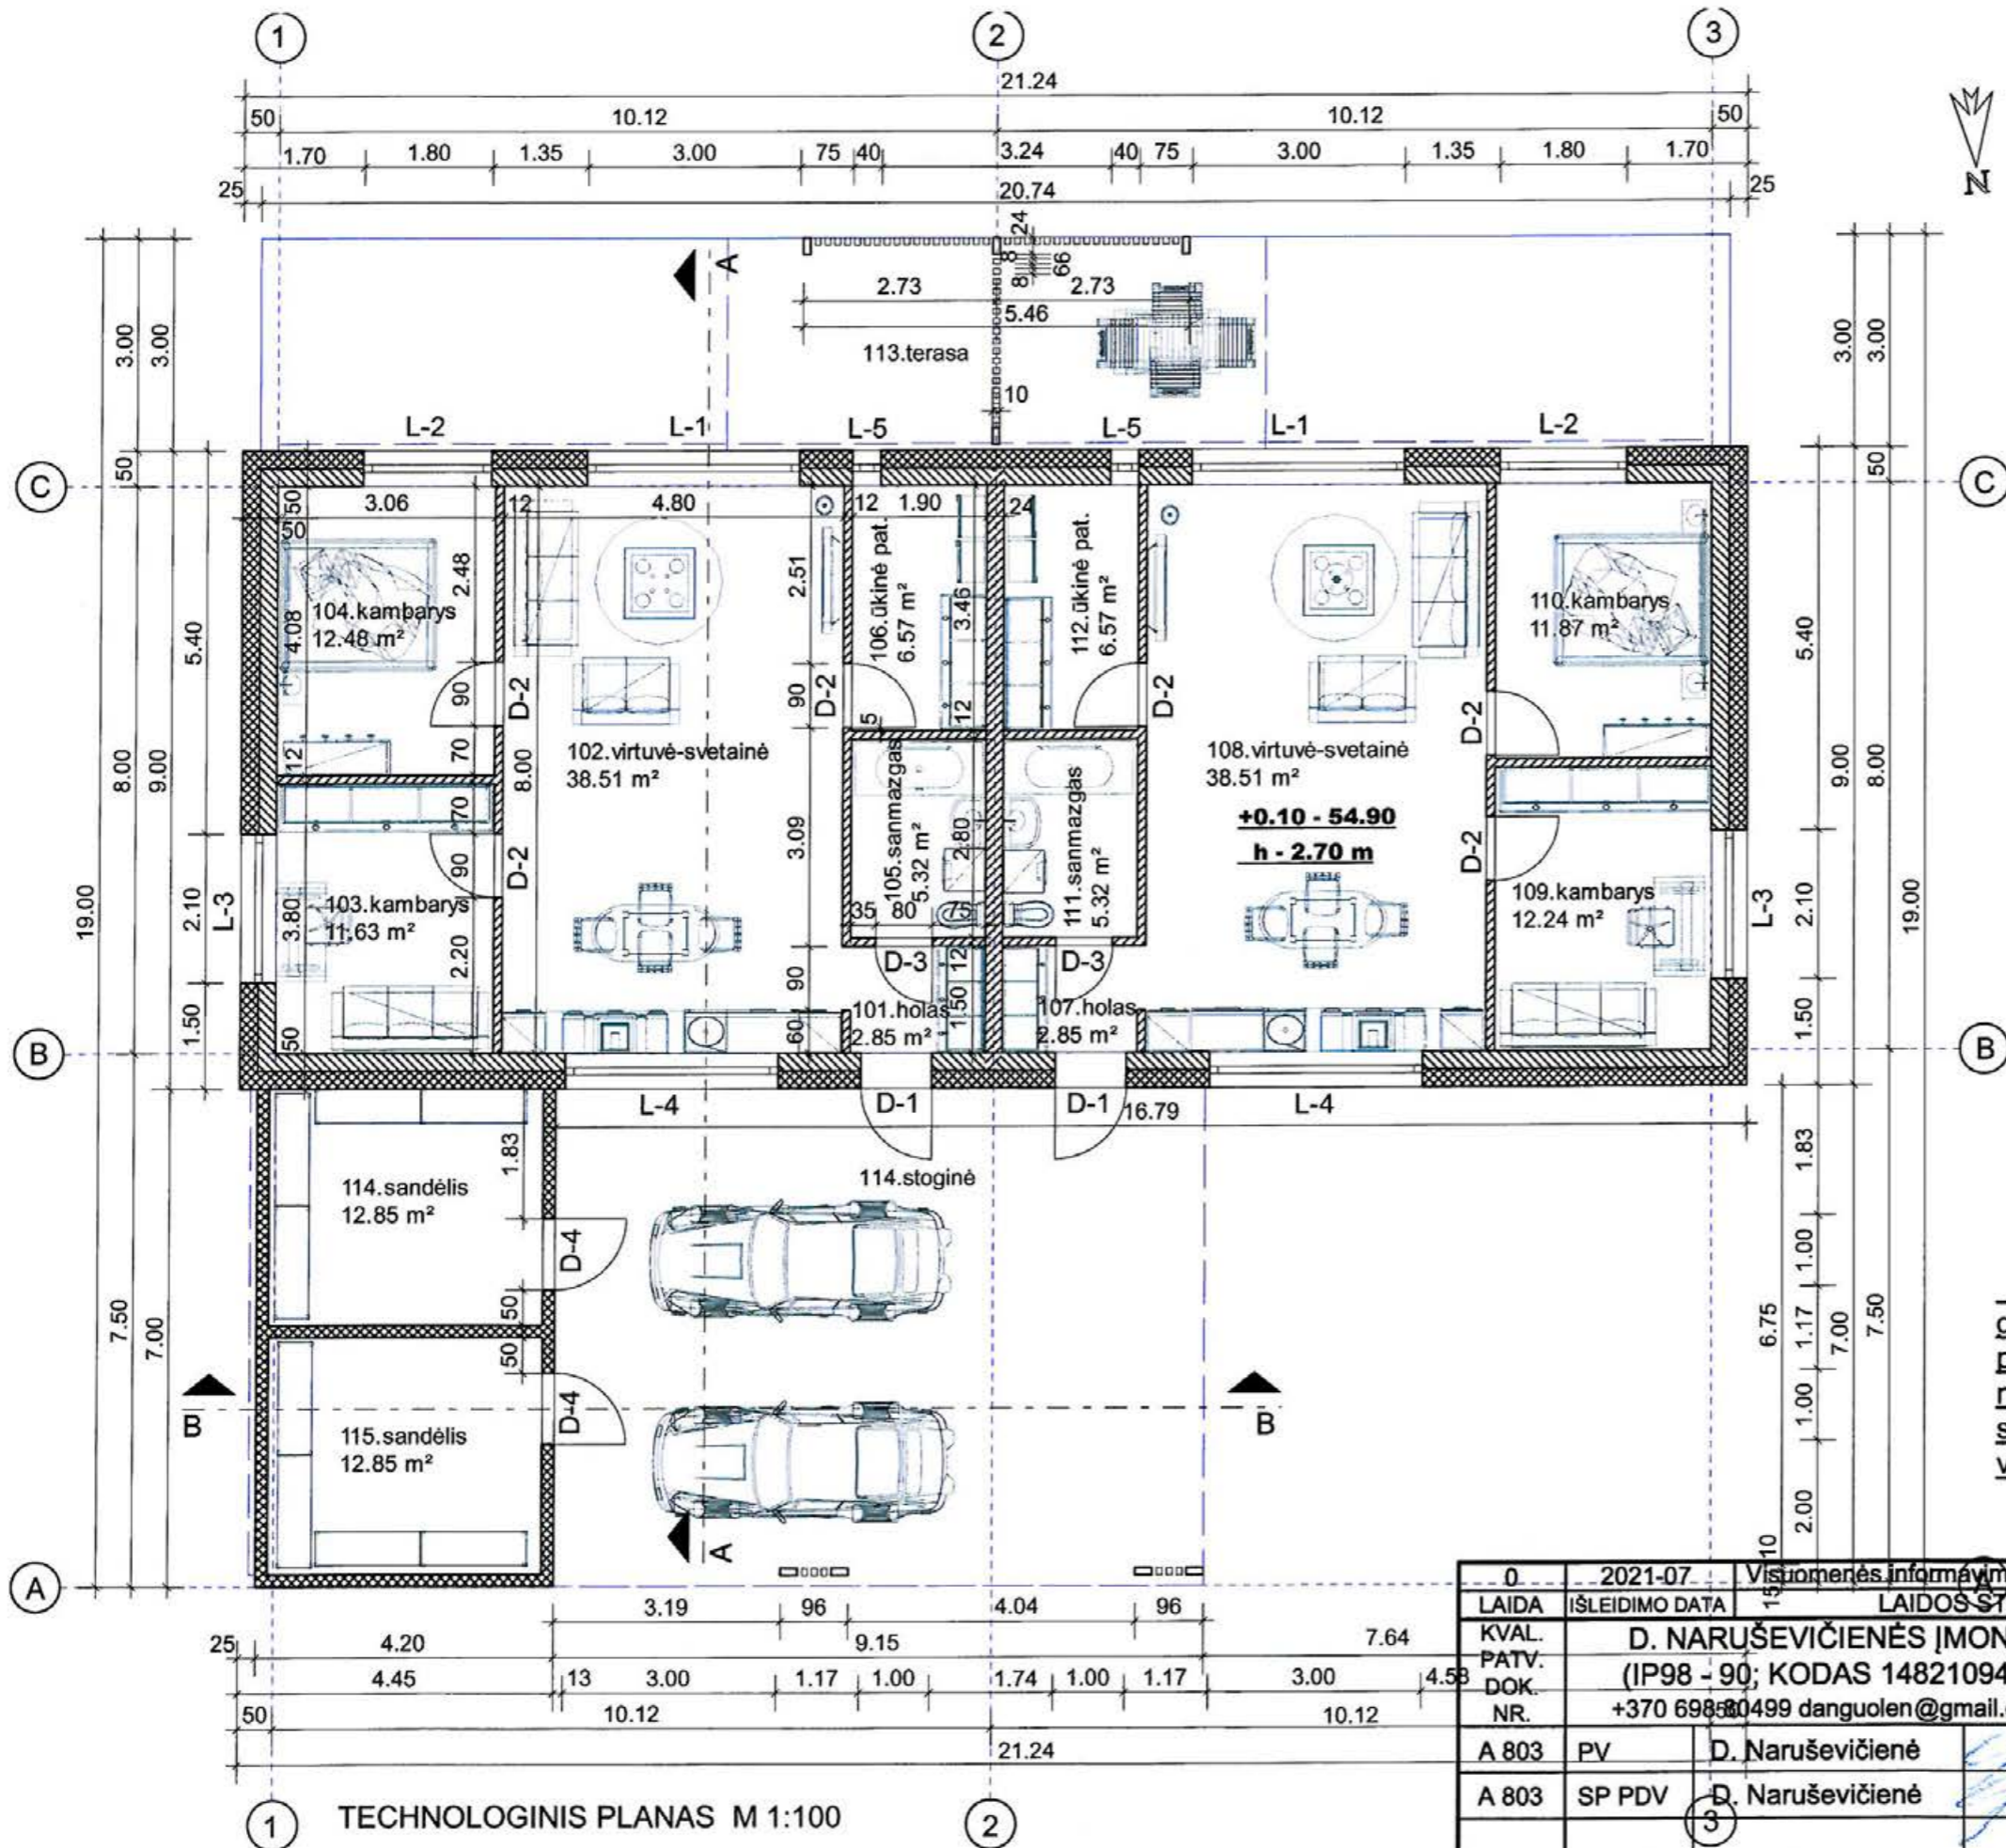 1
2
3
21.24
50
10.12
10.12
50
1.70
1.80
1.35
3.00
75
40
3.24
40
75
3.00
1.35
1.80
1.70
25
20.74
25
N
24
8
8
66
A
2.73
2.73
5.46
113.terasa
10
3.00
3.00
3.00
3.00
L-2
L-1
L-5
L-5
L-1
L-2
C
C
50
50
50
50
3.06
12
4.80
12
1.90
24
2.48
2.51
3.46
4.08
104.kambarys
12.48 m²
106.ūkinė pat.
6.57 m²
112.ūkinė pat.
6.57 m²
110.kambarys
11.87 m²
5.40
5.40
90
D-2
90
D-2
D-2
D-2
5
12
12
70
102.virtuvė-svetainė
38.51 m²
108.virtuvė-svetainė
38.51 m²
8.00
9.00
8.00
9.00
8.00
19.00
19.00
70
90
D-2
D-2
3.09
105.sanmazgas
5.32 m²
2.80
111.sanmazgas
5.32 m²
+0.10 - 54.90
h - 2.70 m
2.10
L-3
3.80
103.kambarys
11.63 m²
2.20
35
80
75
109.kambarys
12.24 m²
2.10
L-3
D-3
12
D-3
90
1.50
101.holas
2.85 m²
107.holas
2.85 m²
60
1.50
50
1.50
B
B
L-4
D-1
D-1
16.79
L-4
1.83
1.83
114.sandėlis
12.85 m²
114.stoginė
D-4
50
50
1.00
1.17
6.75
7.00
7.50
7.50
7.00
B
B
D-4
115.sandėlis
12.85 m²
1.00
2.00
A
10
15
A
A
3.19
96
4.04
96
25
4.20
9.15
7.64
4.45
13
3.00
1.17
1.00
1.74
1.00
1.17
3.00
4.58
50
10.12
10.12
50
21.24
0
2021-07
LAIDA
IŠLEIDIMO DATA
KVAL.
PATV.
DOK.
NR.
D. NARUŠEVIČIENĖS
(IP98 - 90; KODAS 14821094
+370 698 80499 danguolen@gmail.
A 803
PV
D. Naruševičienė
A 803
SP PDV
D. Naruševičienė
1
TECHNOLOGINIS PLANAS M 1:100
2
3